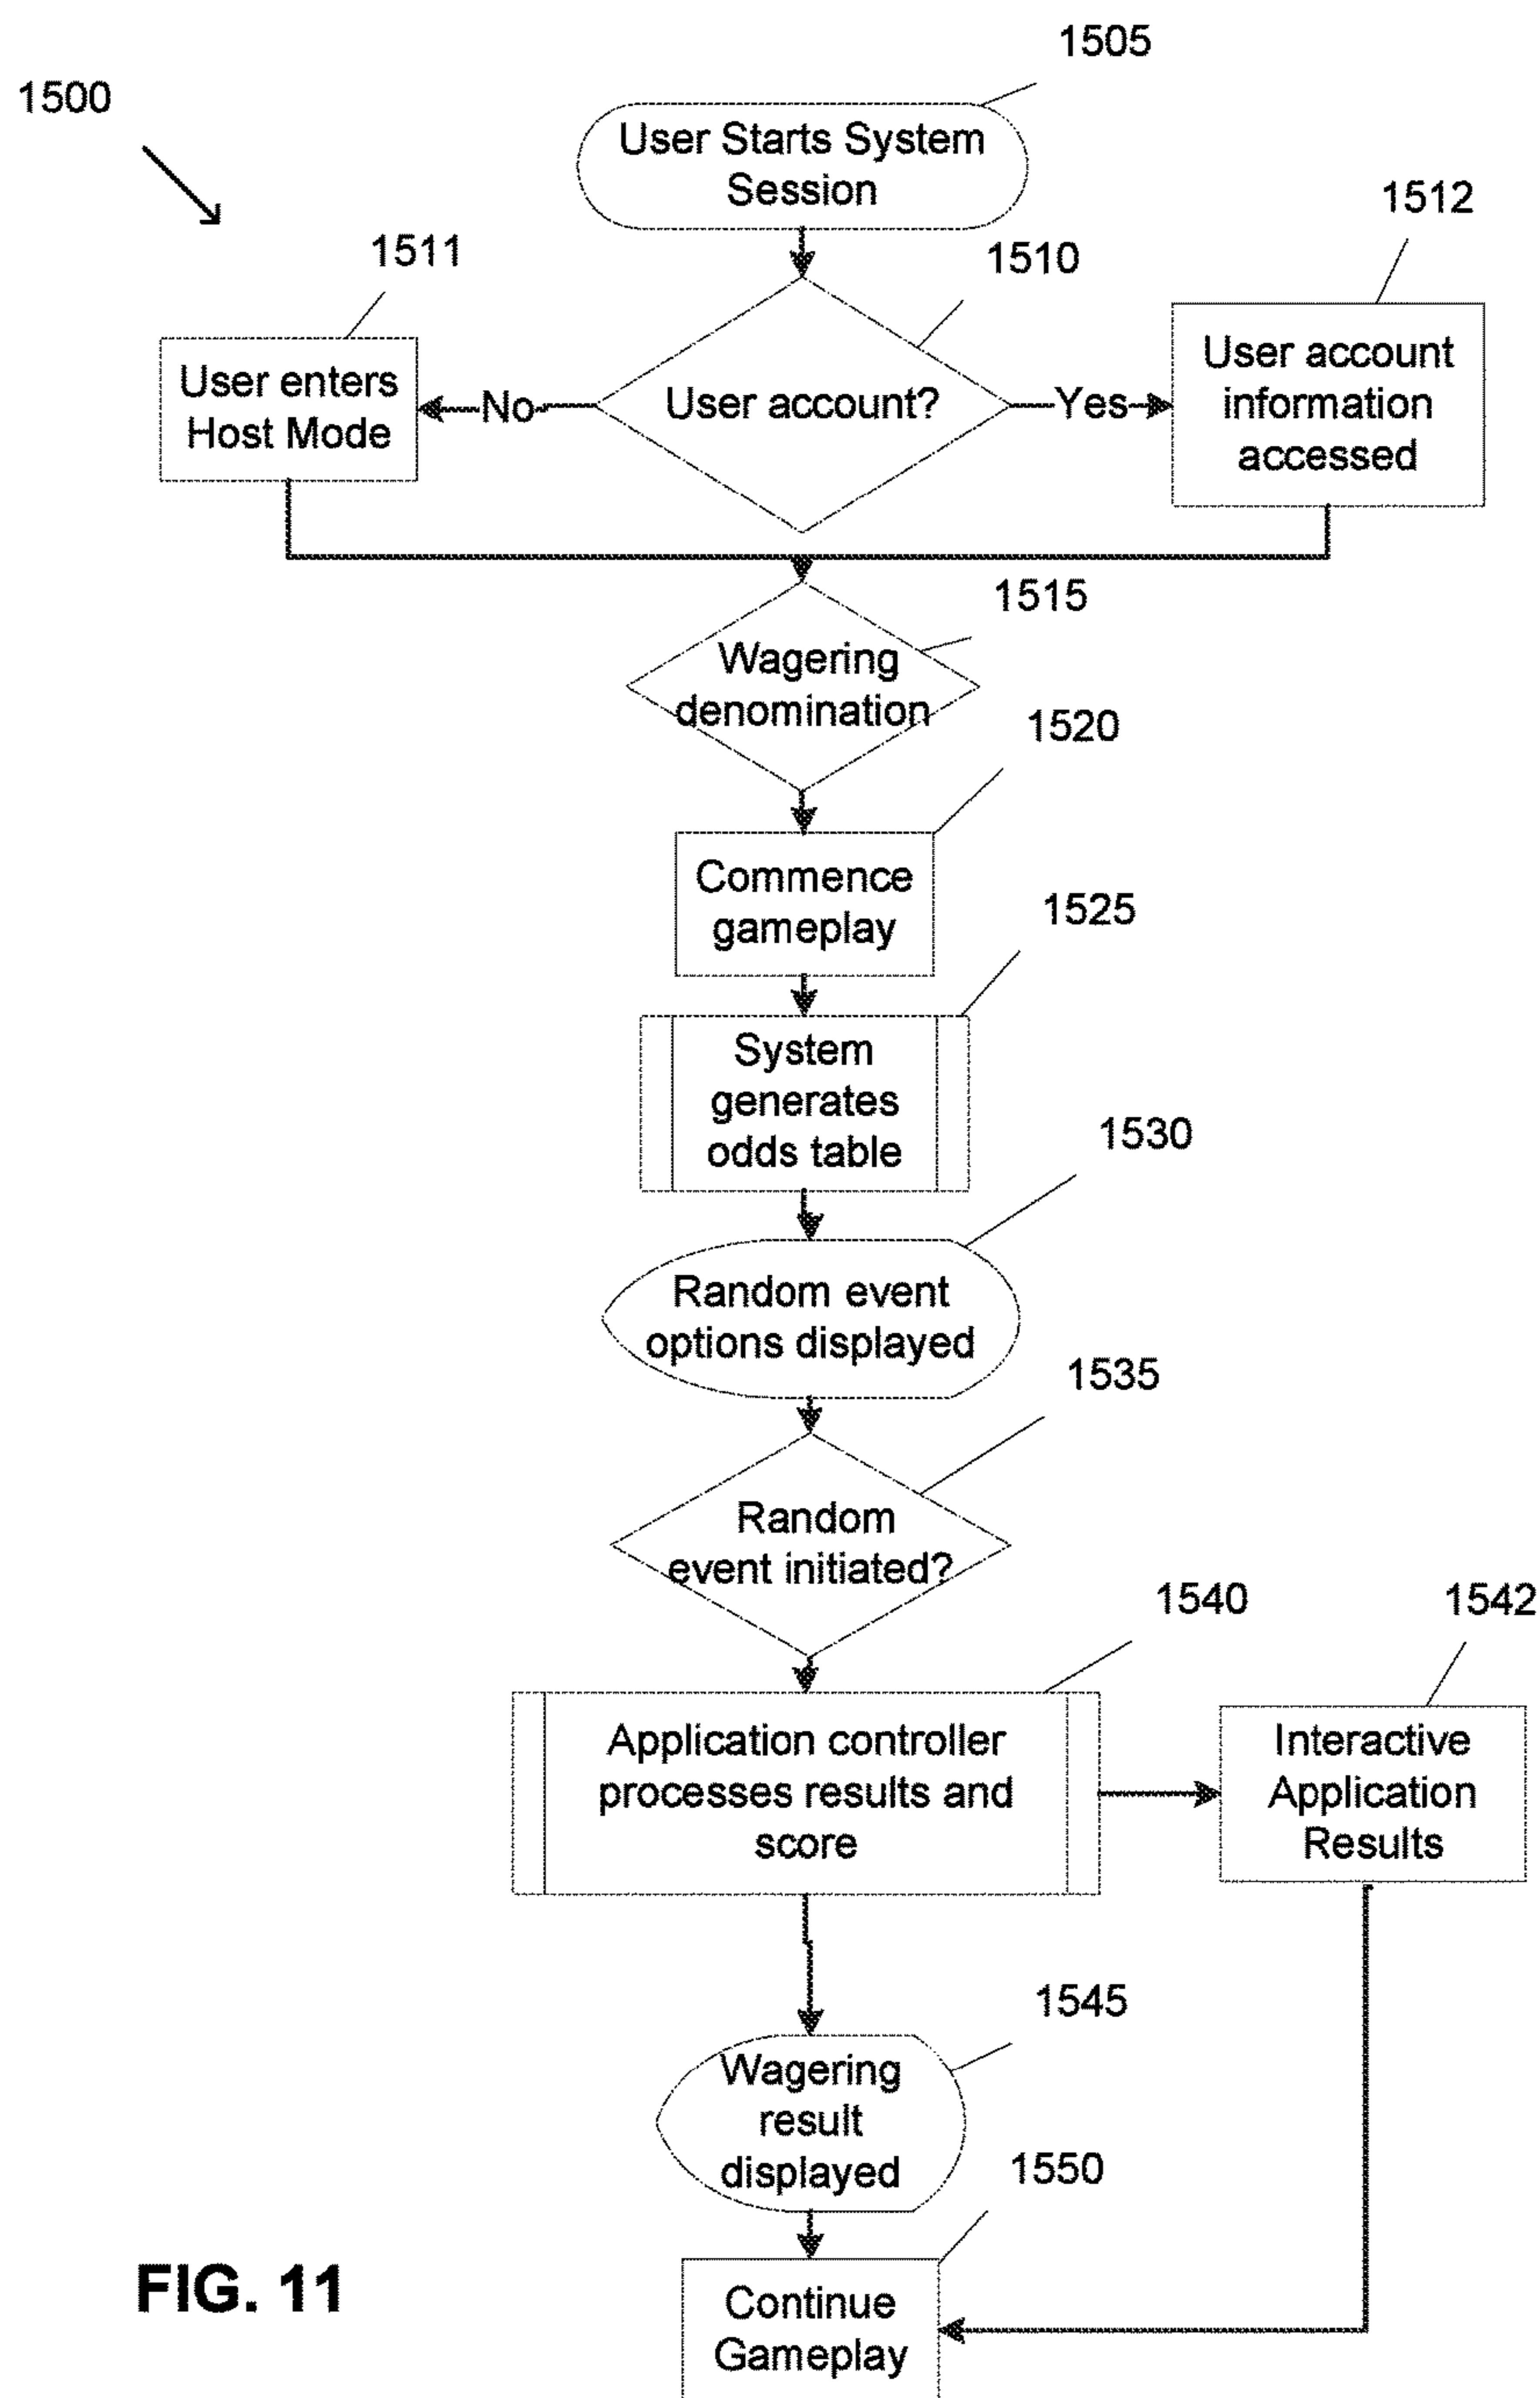 1505
1500
User Starts System
Session
1512
1511
1510
User enters
Host Mode
No
User account?
Yes
User account
information
accessed
1515
Wagering
denomination
1520
Commence
gameplay
1525
System
generates
odds table
1530
Random event
options displayed
1535
Random
event initiated?
1540
1542
Application controller
processes results and
score
Interactive
Application
Results
1545
Wagering
result
displayed
1550
Continue
Gameplay
FIG. 11